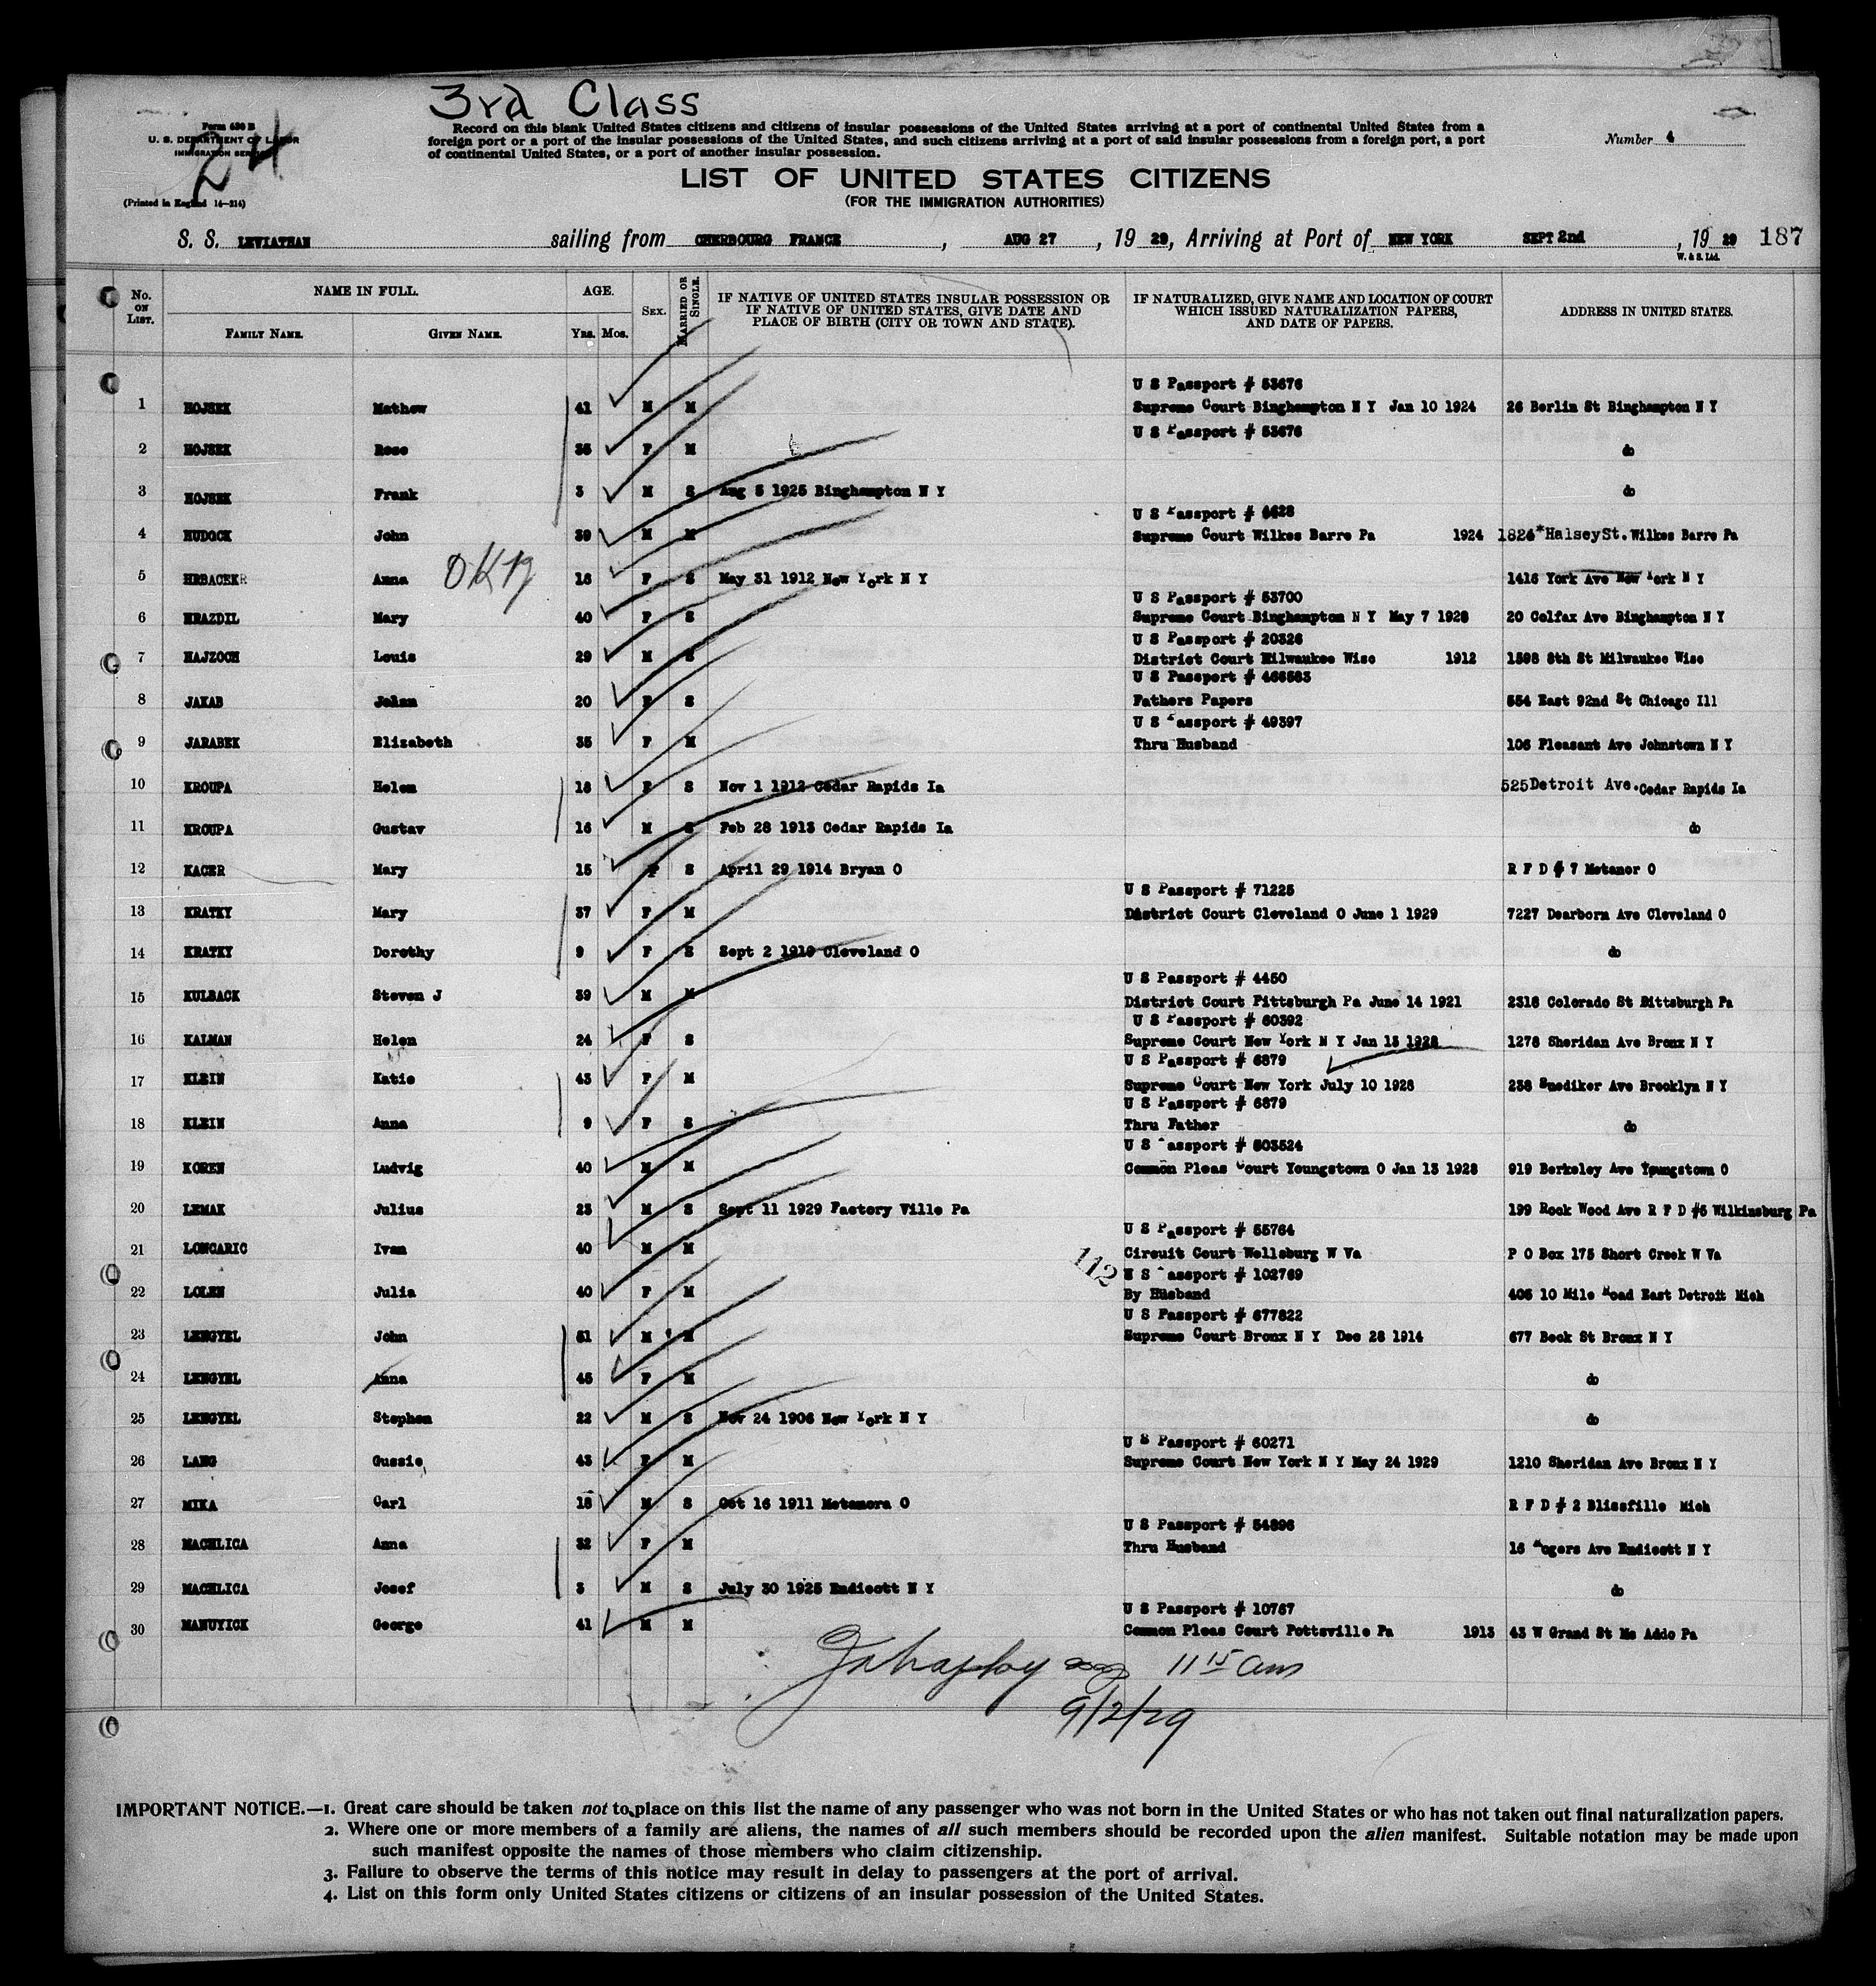 3rd Class
Form 630 B
U. S. DEPARTMENT OF LABOR
IMMIGRATION SERVICE
24
(Printed in England 14—214)
Record on this blank United States citizens and citizens of insular possessions of the United States arriving at a port of continental United States from a
foreign port or a port of the insular possessions of the United States, and such citizens arriving at a port of said insular possessions from a foreign port, a port
of continental United States, or a port of another insular possession.
Number 4
LIST OF UNITED STATES CITIZENS
(FOR THE IMMIGRATION AUTHORITIES)
S. S. LEVIATHAN sailing from CHERBOURG FRANCE, AUG 27, 19 29, Arriving at Port of NEW YORK SEPT 2nd, 19 29 187
W. & S. Ltd.
No. ON LIST. NAME IN FULL. FAMILY NAME. GIVEN NAME. AGE. Yrs. Mos. SEX. MARRIED OR SINGLE. IF NATIVE OF UNITED STATES INSULAR POSSESSION OR IF NATIVE OF UNITED STATES, GIVE DATE AND PLACE OF BIRTH (CITY OR TOWN AND STATE). IF NATURALIZED, GIVE NAME AND LOCATION OF COURT WHICH ISSUED NATURALIZATION PAPERS, AND DATE OF PAPERS. ADDRESS IN UNITED STATES.
U S Passport # 53676
1 HOJSEK Mathew 41 M M Supreme Court Binghampton N Y Jan 10 1924 26 Berlin St Binghampton N Y
U S Passport # 53676
2 HOJSEK Rose 35 F M do
3 HOJSEK Frank 3 M S Aug 5 1925 Binghampton N Y do
U S Passport # 4628
4 HUDOCK John 39 M M Supreme Court Wilkes Barre Pa 1924 1824*Halsey St. Wilkes Barre Pa
5 HRBACEKR Anna OK 18 F S May 31 1912 New York N Y 1416 York Ave New York N Y
U S Passport # 53700
6 HRAZDIL Mary 40 F S Supreme Court Binghampton N Y May 7 1928 20 Colfax Ave Binghampton N Y
U S Passport # 20326
7 HAJZOCH Louis 29 M S District Court Milwaukee Wisc 1912 1598 8th St Milwaukee Wisc
U S Passport # 466583
8 JAKAB 20 F S Fathers Papers 554 East 92nd St Chicago Ill
U S Passport # 49397
9 JARABEK Elizabeth 35 F M Thru Husband 106 Pleasant Ave Johnstown N Y
10 KROUPA Helen 18 F S Nov 1 1912 Cedar Rapids Ia 525 Detroit Ave. Cedar Rapids Ia
11 KROUPA Gustav 16 M S Feb 28 1913 Cedar Rapids Ia do
12 KACER Mary 15 F S April 29 1914 Bryan O R F D # 7 Metanor O
U S Passport # 71225
13 KRATKY Mary 37 F M District Court Cleveland O June 1 1929 7227 Dearborn Ave Cleveland O
14 KRATKY Dorothy 9 F S Sept 2 1919 Cleveland O do
U S Passport # 4450
15 KULBACK Steven J 39 M M District Court Pittsburgh Pa June 14 1921 2318 Colorado St Bittsburgh Pa
U S Passport # 60392
16 KALMAN Helen 24 F S Supreme Court New York N Y Jan 13 1928 1278 Sheridan Ave Bronx N Y
U S Passport # 6879
17 KLEIN Katie 43 F M Supreme Court New York July 10 1928 238 Snediker Ave Brooklyn N Y
U S Passport # 6879
18 KLEIN Anna 9 F S Thru Father do
U S Passport # 603524
19 KOREN Ludvig 40 M M Common Pleas Court Youngstown O Jan 13 1928 919 Berkeley Ave Youngstown O
20 LEMAK Julius 23 M S Sept 11 1929 Factory Ville Pa 199 Rock Wood Ave R F D #5 Wilkinsburg Pa
U S Passport # 55764
21 LONCARIC Ivan 40 M M Circuit Court Wellsburg W Va P O Box 175 Short Creek W Va
112 U S Passport # 102769
22 LOLEN Julia 40 F M By Husband 405 10 Mile Road East Detroit Mich
U S Passport # 677822
23 LENGYEL John 51 M M Supreme Court Bronx N Y Dec 28 1914 677 Beck St Bronx N Y
24 LENGYEL Anna 45 F M do
25 LENGYEL Stephen 22 M S Nov 24 1906 New York N Y do
U S Passport # 60271
26 LANG Gussie 43 F M Supreme Court New York N Y May 24 1929 1210 Sheridan Ave Bronx N Y
27 MIKA Carl 18 M S Oct 16 1911 Metamora O R F D # 2 Blissfille Mich
U S Passport # 54896
28 MACHLICA Anna 32 F M Thru Husband 16 Rogers Ave Endicott N Y
29 MACHLICA Josef 3 M S July 30 1925 Endicott N Y do
U S Passport # 10767
30 MANUYICK George 41 M M Common Pleas Court Pottsville Pa 1913 43 W Grand St Mc Addo Pa
11 15 am
9/2/29
IMPORTANT NOTICE.—1. Great care should be taken not to place on this list the name of any passenger who was not born in the United States or who has not taken out final naturalization papers.
2. Where one or more members of a family are aliens, the names of all such members should be recorded upon the alien manifest. Suitable notation may be made upon
such manifest opposite the names of those members who claim citizenship.
3. Failure to observe the terms of this notice may result in delay to passengers at the port of arrival.
4. List on this form only United States citizens or citizens of an insular possession of the United States.